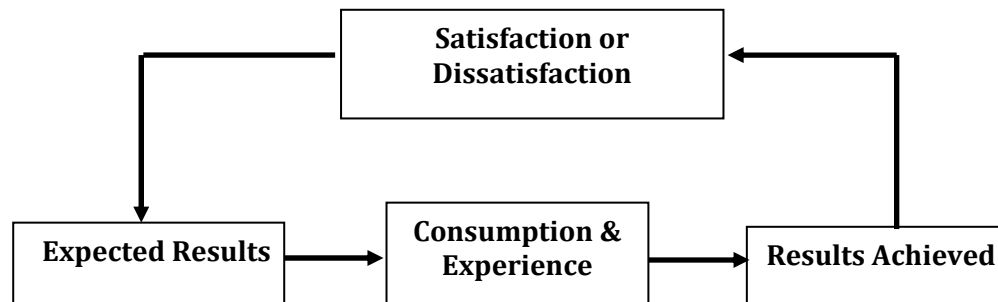 Satisfaction or
Dissatisfaction
Expected Results
Consumption &
Experience
Results Achieved